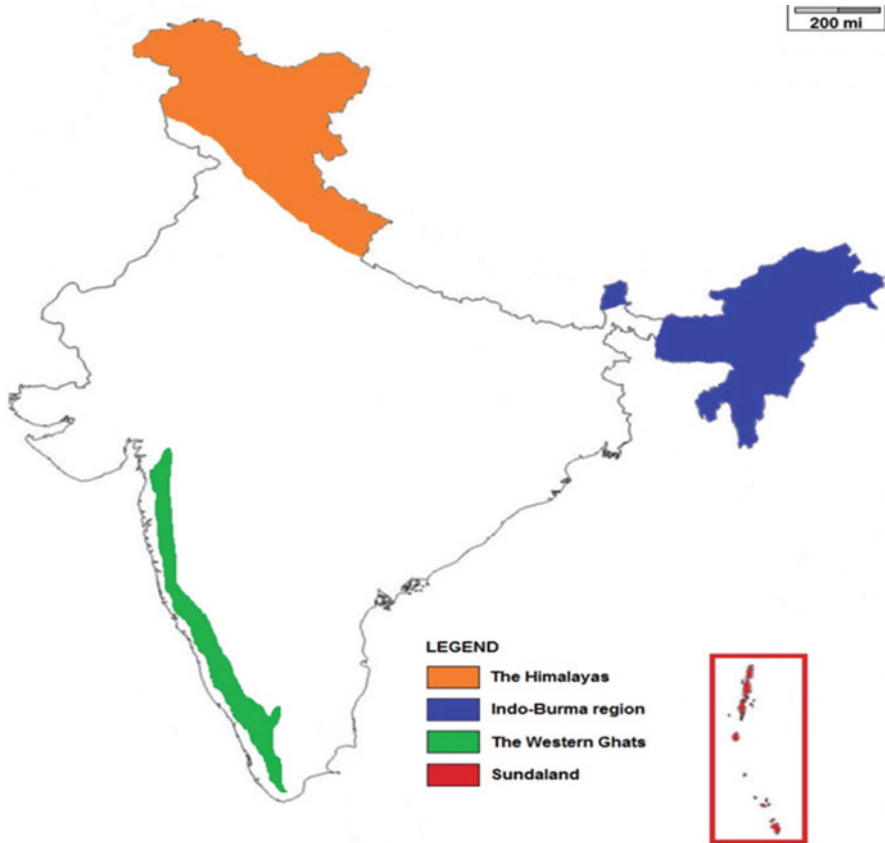 200 mi
LEGEND
The Himalayas
Indo-Burma region
The Western Ghats
Sundaland